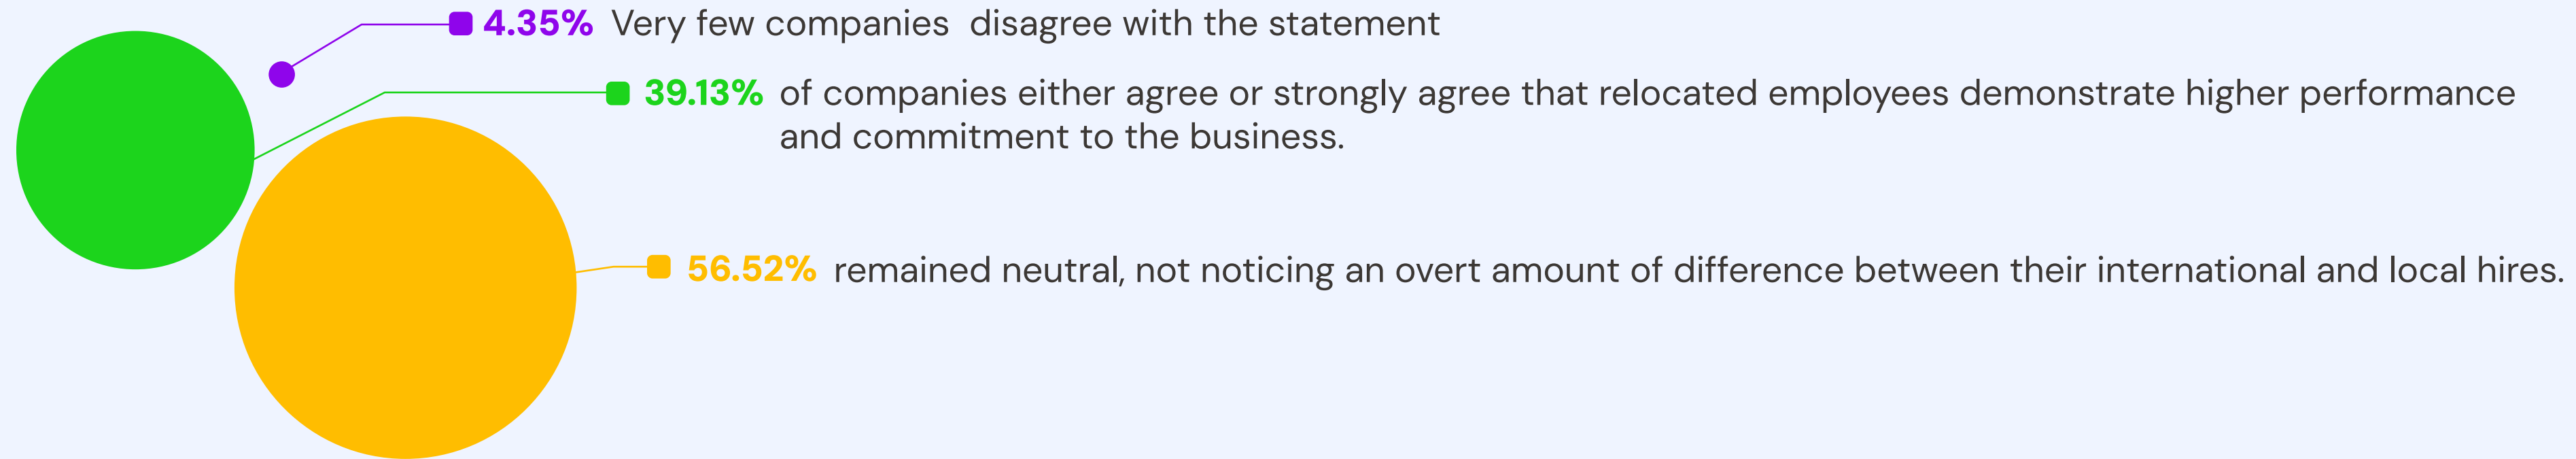 4.35% Very few companies  disagree with the statement
39.13% of companies either agree or strongly agree that relocated employees demonstrate higher performance
and commitment to the business.
56.52% remained neutral, not noticing an overt amount of difference between their international and local hires.